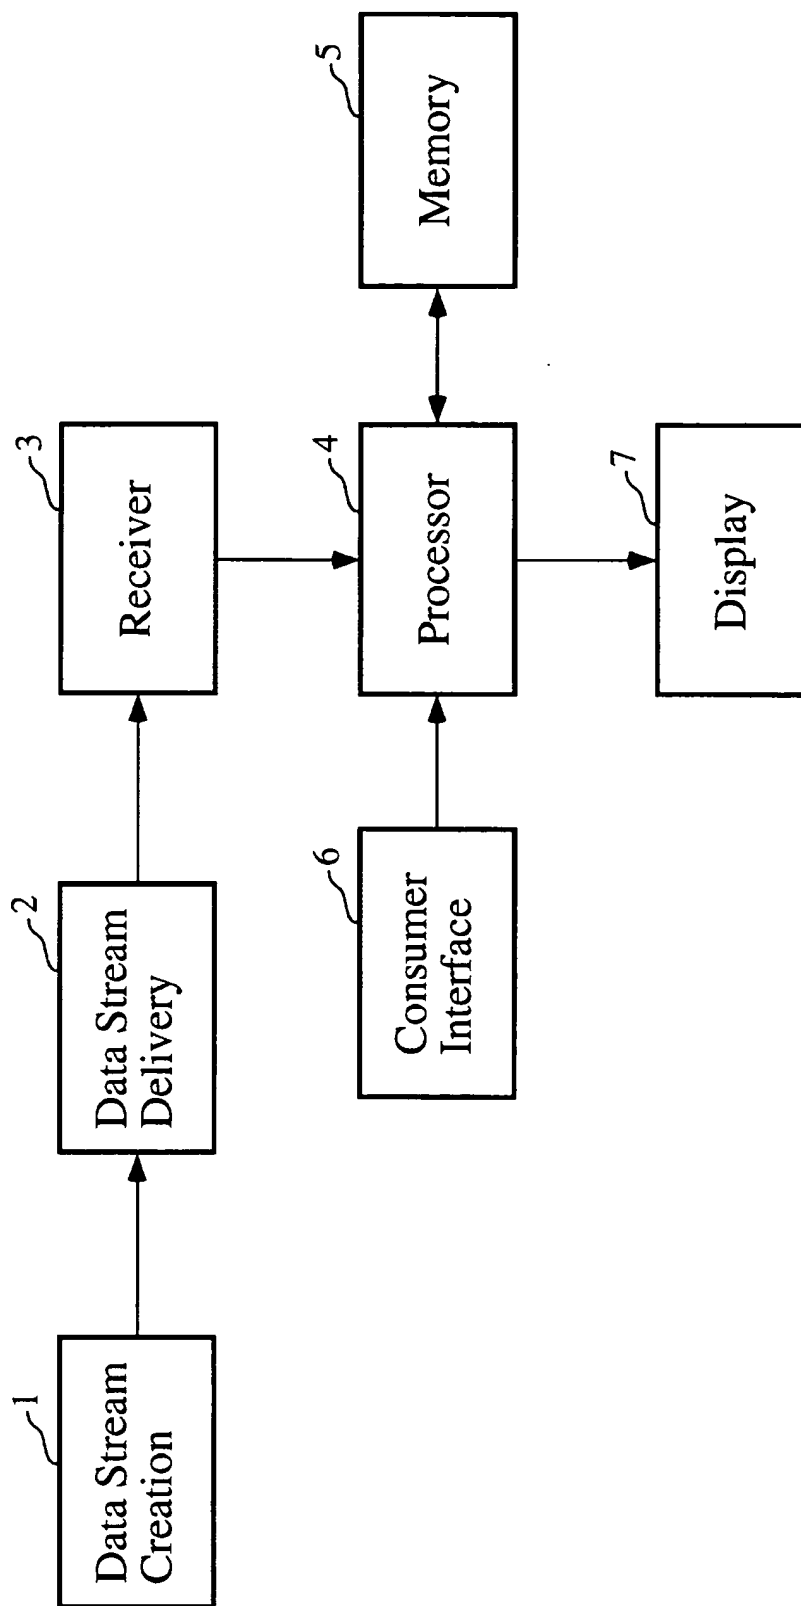 1
Data Stream
Creation
2
Data Stream
Delivery
3
Receiver
4
Processor
5
Memory
6
Consumer
Interface
7
Display